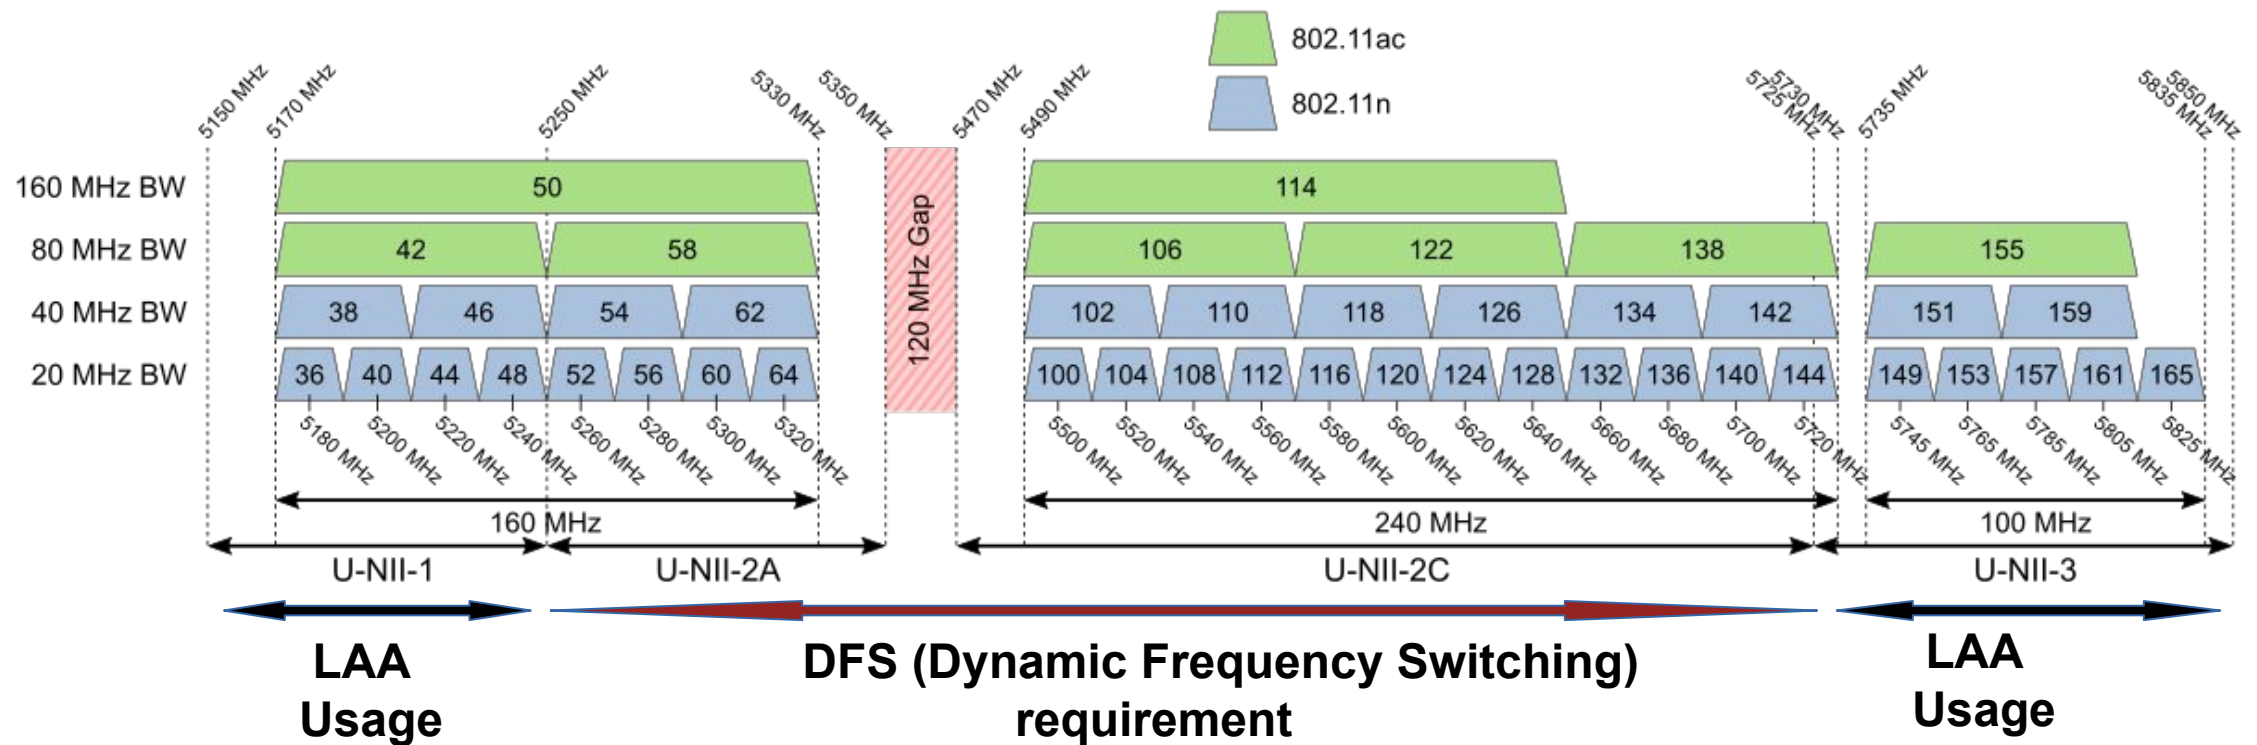 802.11ac
802.11n
5150 MHz
5170 MHz
5250 MHz
5330 MHz
5350 MHz
5470 MHz
5490 MHz
5725 MHz
5730 MHz
5735 MHz
5835 MHz
5850 MHz
160 MHz BW 50 114
80 MHz BW 42 58 106 122 138 155
40 MHz BW 38 46 54 62 102 110 118 126 134 142 151 159
20 MHz BW 36 40 44 48 52 56 60 64 100 104 108 112 116 120 124 128 132 136 140 144 149 153 157 161 165
120 MHz Gap
5180 MHz
5200 MHz
5220 MHz
5240 MHz
5260 MHz
5280 MHz
5300 MHz
5320 MHz
5500 MHz
5520 MHz
5540 MHz
5560 MHz
5580 MHz
5600 MHz
5620 MHz
5640 MHz
5660 MHz
5680 MHz
5700 MHz
5720 MHz
5745 MHz
5765 MHz
5785 MHz
5805 MHz
5825 MHz
160 MHz 240 MHz 100 MHz
U-NII-1 U-NII-2A U-NII-2C U-NII-3
LAA
Usage
DFS (Dynamic Frequency Switching)
requirement
LAA
Usage